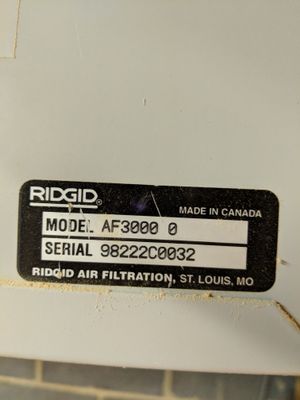 RIDGID®
MADE IN CANADA
MODEL AF3000 0
SERIAL 98222C0032
RIDGID AIR FILTRATION, ST. LOUIS, MO